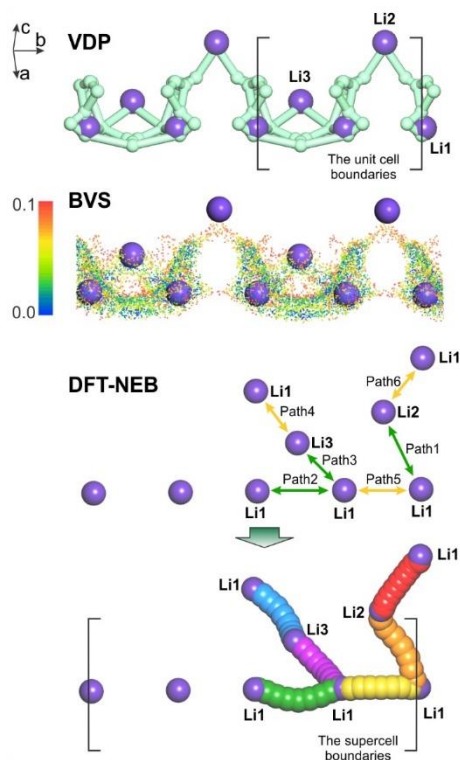 c
b
a
VDP
Li2
Li3
Li1
The unit cell
boundaries
0.1
BVS
0.0
DFT-NEB
Li1
Path6
Path4
Li2
Li3
Path3
Path1
Path2
Path5
Li1
Li1
Li1
Li1
Li1
Li2
Li3
Li1
Li1
Li1
The supercell
boundaries